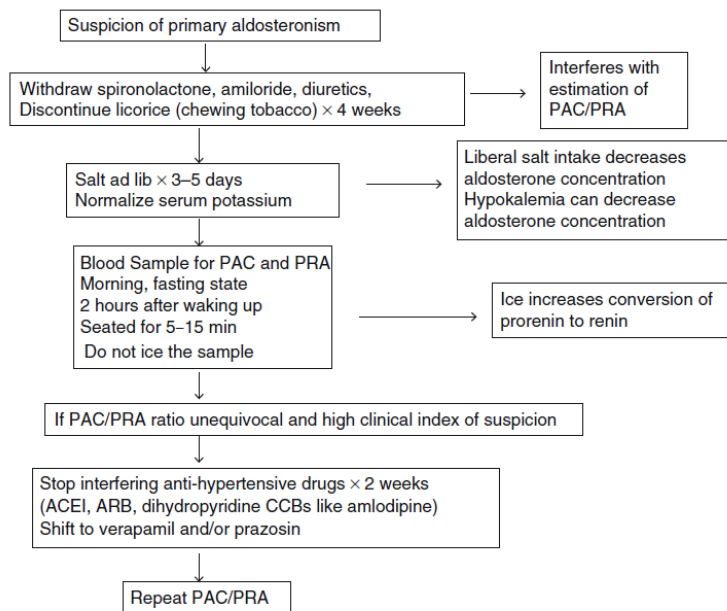 Suspicion of primary aldosteronism
Withdraw spironolactone, amiloride, diuretics,
Discontinue licorice (chewing tobacco) × 4 weeks
Interferes with
estimation of
PAC/PRA
Salt ad lib × 3–5 days
Normalize serum potassium
Liberal salt intake decreases
aldosterone concentration
Hypokalemia can decrease
aldosterone concentration
Blood Sample for PAC and PRA
Morning, fasting state
2 hours after waking up
Seated for 5–15 min
Do not ice the sample
Ice increases conversion of
prorenin to renin
If PAC/PRA ratio unequivocal and high clinical index of suspicion
Stop interfering anti-hypertensive drugs × 2 weeks
(ACEI, ARB, dihydropyridine CCBs like amlodipine)
Shift to verapamil and/or prazosin
Repeat PAC/PRA